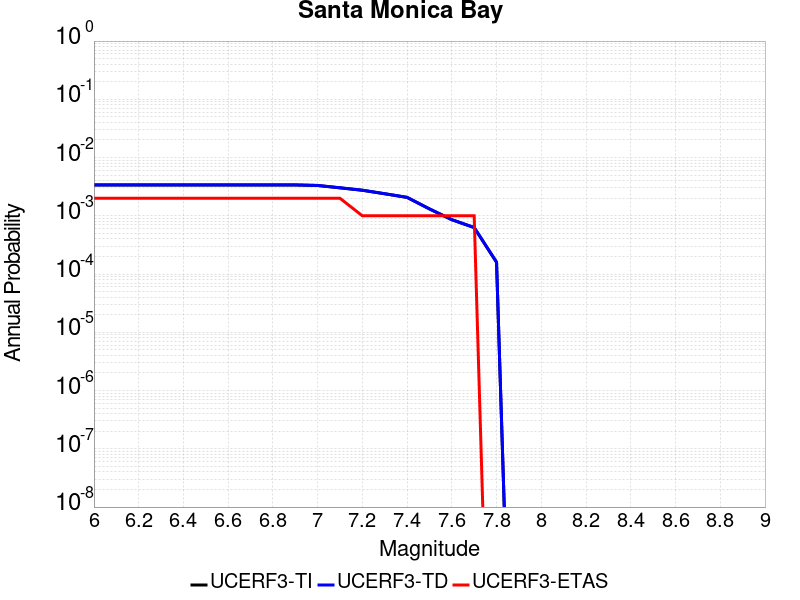 Santa Monica Bay
10^0
10^-1
10^-2
10^-3
10^-4
10^-5
10^-6
10^-7
10^-8
Annual Probability
6 6.2 6.4 6.6 6.8 7 7.2 7.4 7.6 7.8 8 8.2 8.4 8.6 8.8 9
Magnitude
UCERF3-TI UCERF3-TD UCERF3-ETAS